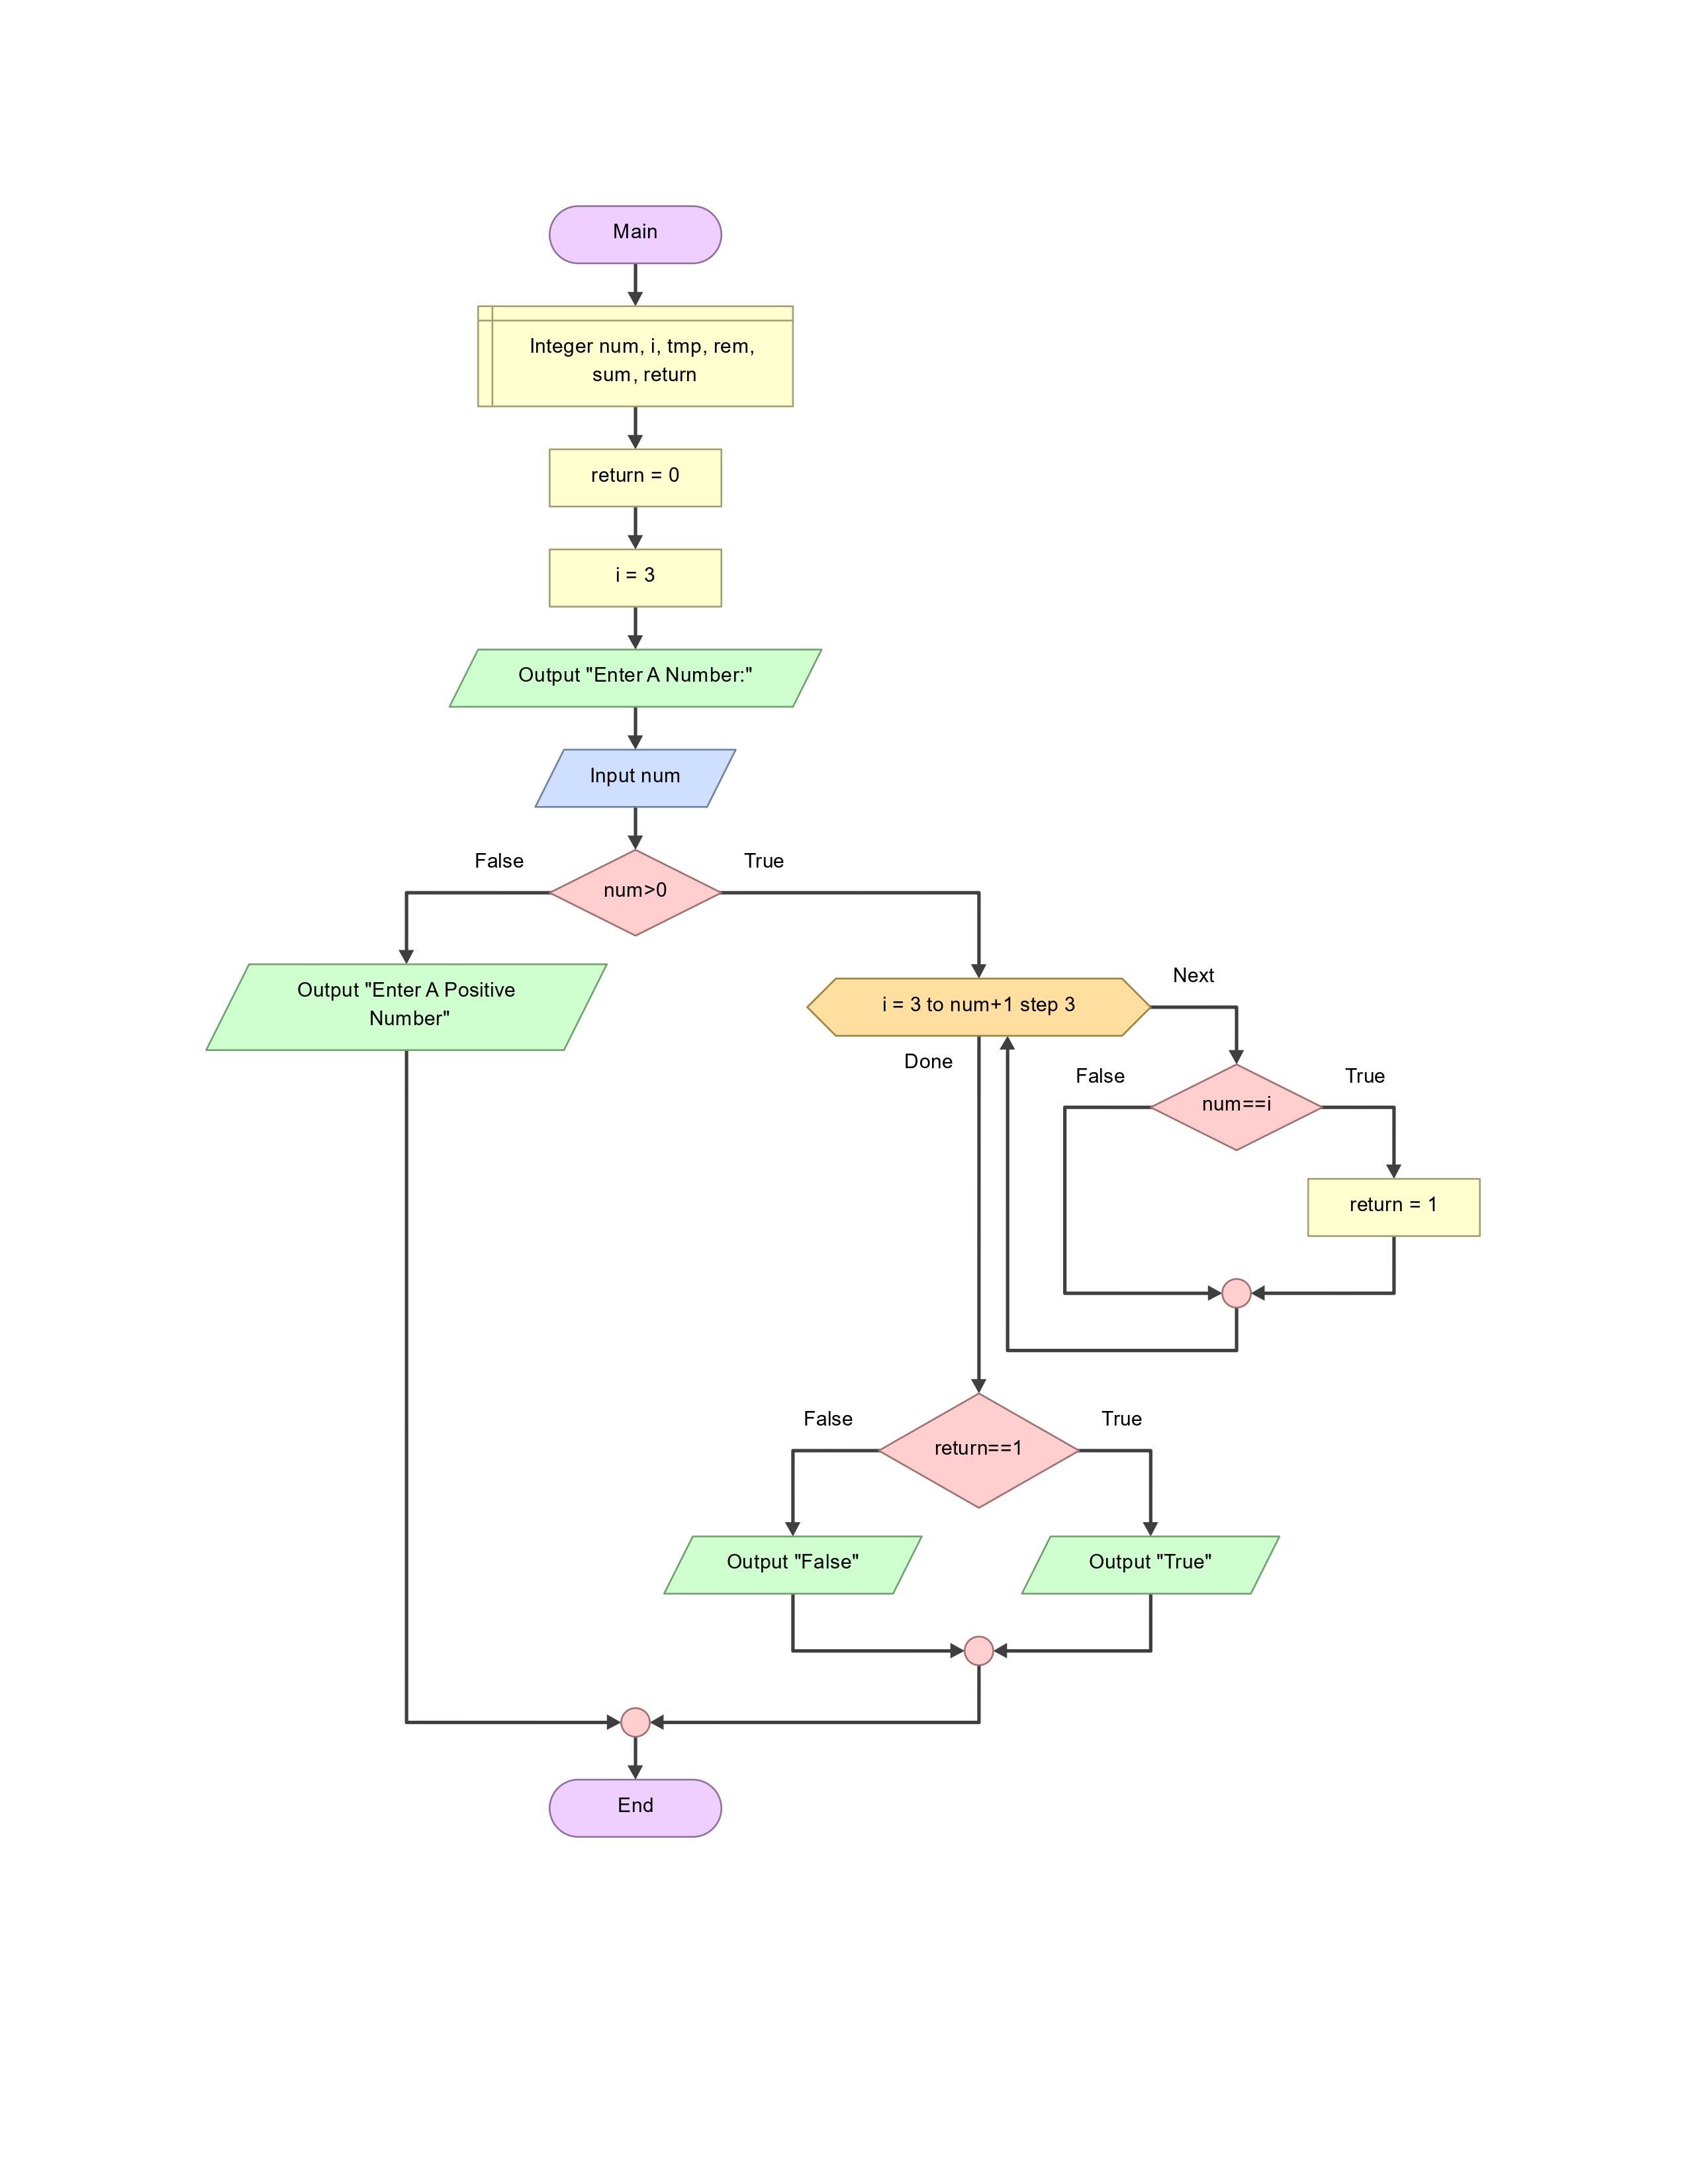 Main
Integer num, i, tmp, rem,
sum, return
return = 0
i = 3
Output "Enter A Number:"
Input num
False
True
num>0
Output "Enter A Positive
Number"
i = 3 to num+1 step 3
Next
Done
False
True
num==i
return = 1
False
True
return==1
Output "False"
Output "True"
End